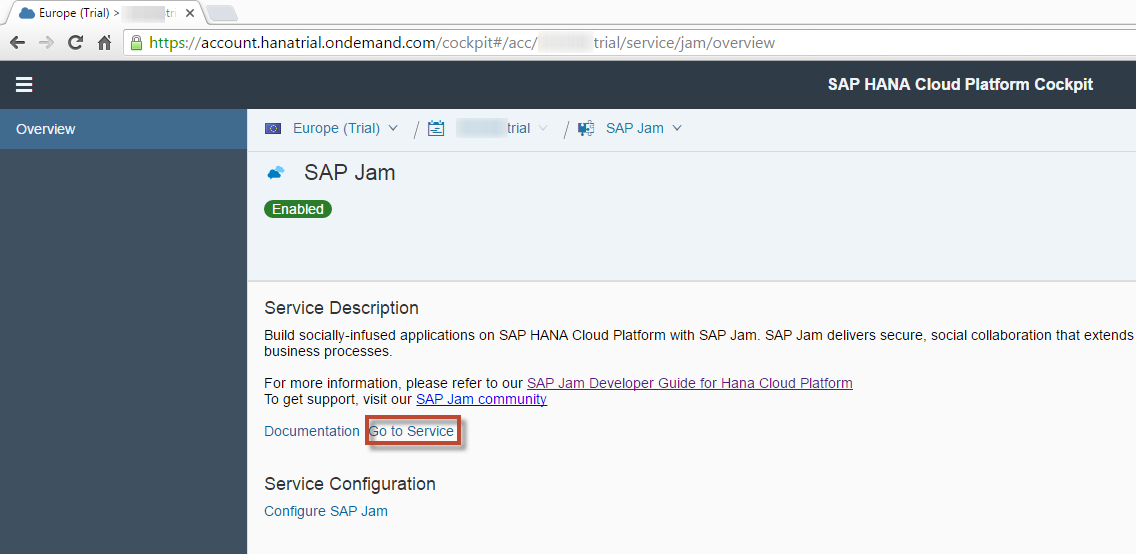 Europe (Trial) >
https://account.hanatrial.ondemand.com/cockpit#/acc/ trial/service/jam/overview
SAP HANA Cloud Platform Cockpit
Overview
Europe (Trial) / trial / SAP Jam
SAP Jam
Enabled
Service Description
Build socially-infused applications on SAP HANA Cloud Platform with SAP Jam. SAP Jam delivers secure, social collaboration that extends
business processes.
For more information, please refer to our SAP Jam Developer Guide for Hana Cloud Platform
To get support, visit our SAP Jam community
Documentation Go to Service
Service Configuration
Configure SAP Jam